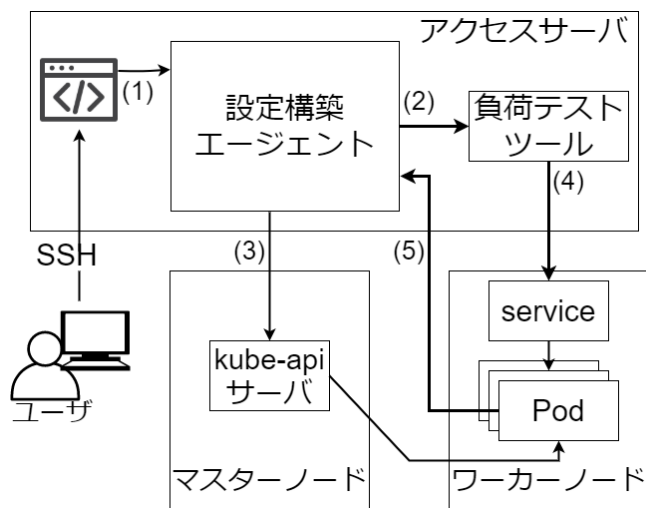 アクセスサーバ
</>
(1)
設定構築
エージェント
(2)
負荷テスト
ツール
(4)
SSH
(3)
(5)
service
kube-api
サーバ
Pod
ユーザ
マスターノード
ワーカーノード